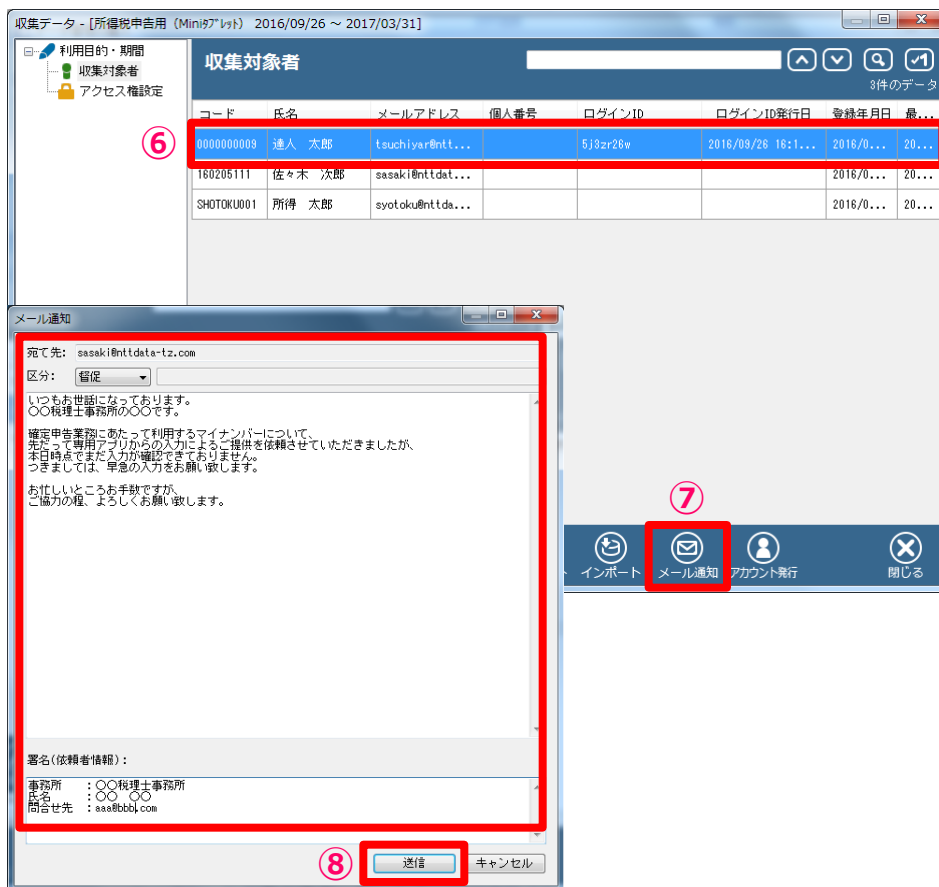 収集データ - [所得税申告用 (Miniﾀﾌﾞﾚｯﾄ) 2016/09/26 ～ 2017/03/31]
利用目的・期間
収集対象者
アクセス権設定
収集対象者
3件のデータ
コード 氏名 メールアドレス 個人番号 ログインID ログインID発行日 登録年月日 最...
⑥
0000000009 達人 太郎 tsuchiyar@ntt... 5j3zr26w 2016/09/26 16:1... 2016/0... 20...
160205111 佐々木 次郎 sasaki@nttdat... 2016/0... 20...
SHOTOKU001 所得 太郎 syotoku@nttda... 2016/0... 20...
メール通知
宛て先: sasaki@nttdata-tz.com
区分: 督促
いつもお世話になっております。
〇〇税理士事務所の〇〇です。
確定申告業務にあたって利用するマイナンバーについて、
先だって専用アプリからの入力によるご提供を依頼させていただきましたが、
本日時点でまだ入力が確認できておりません。
つきましては、早急の入力をお願い致します。
お忙しいところお手数ですが、
ご協力の程、よろしくお願い致します。
⑦
インポート メール通知 アカウント発行 閉じる
署名(依頼者情報):
事務所 :〇〇税理士事務所
氏名 :〇〇 〇〇
問合せ先 :aaa@bbb.com
⑧
送信 キャンセル